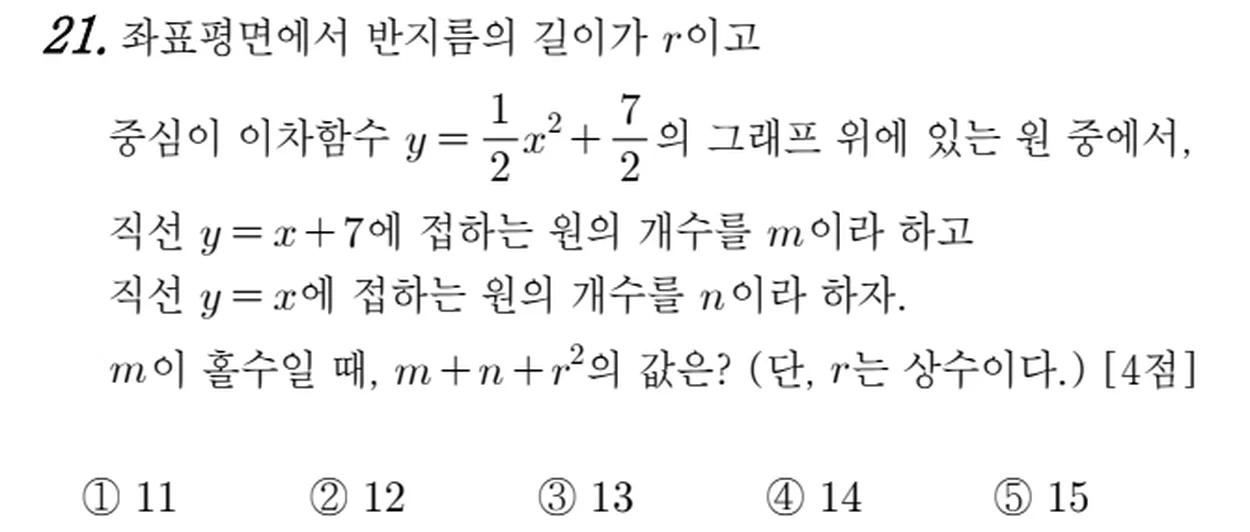 21. 좌표평면에서 반지름의 길이가 r이고
중심이 이차함수 y = \frac{1}{2}x^2 + \frac{7}{2}의 그래프 위에 있는 원 중에서,
직선 y = x + 7에 접하는 원의 개수를 m이라 하고
직선 y = x에 접하는 원의 개수를 n이라 하자.
m이 홀수일 때, m + n + r^2의 값은? (단, r는 상수이다.) [4점]
① 11 ② 12 ③ 13 ④ 14 ⑤ 15